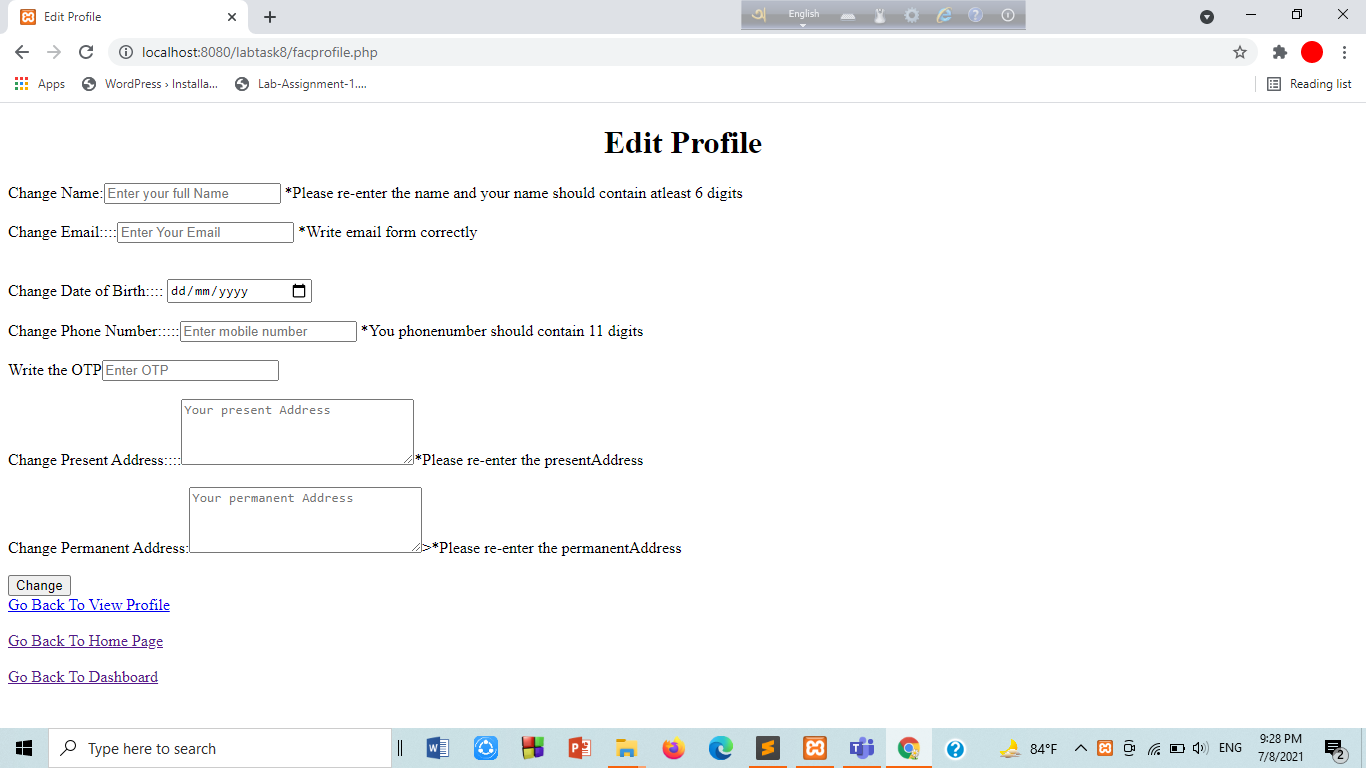 Edit Profile
English
localhost:8080/labtask8/facprofile.php
Apps
WordPress › Installa...
Lab-Assignment-1....
Reading list
Edit Profile
Change Name: Enter your full Name *Please re-enter the name and your name should contain atleast 6 digits
Change Email:::: Enter Your Email *Write email form correctly
Change Date of Birth:::: dd/mm/yyyy
Change Phone Number::::: Enter mobile number *You phonenumber should contain 11 digits
Write the OTP Enter OTP
Your present Address
Change Present Address:::: *Please re-enter the presentAddress
Your permanent Address
Change Permanent Address: >*Please re-enter the permanentAddress
Change
Go Back To View Profile
Go Back To Home Page
Go Back To Dashboard
Type here to search
84°F
ENG
9:28 PM
7/8/2021
2